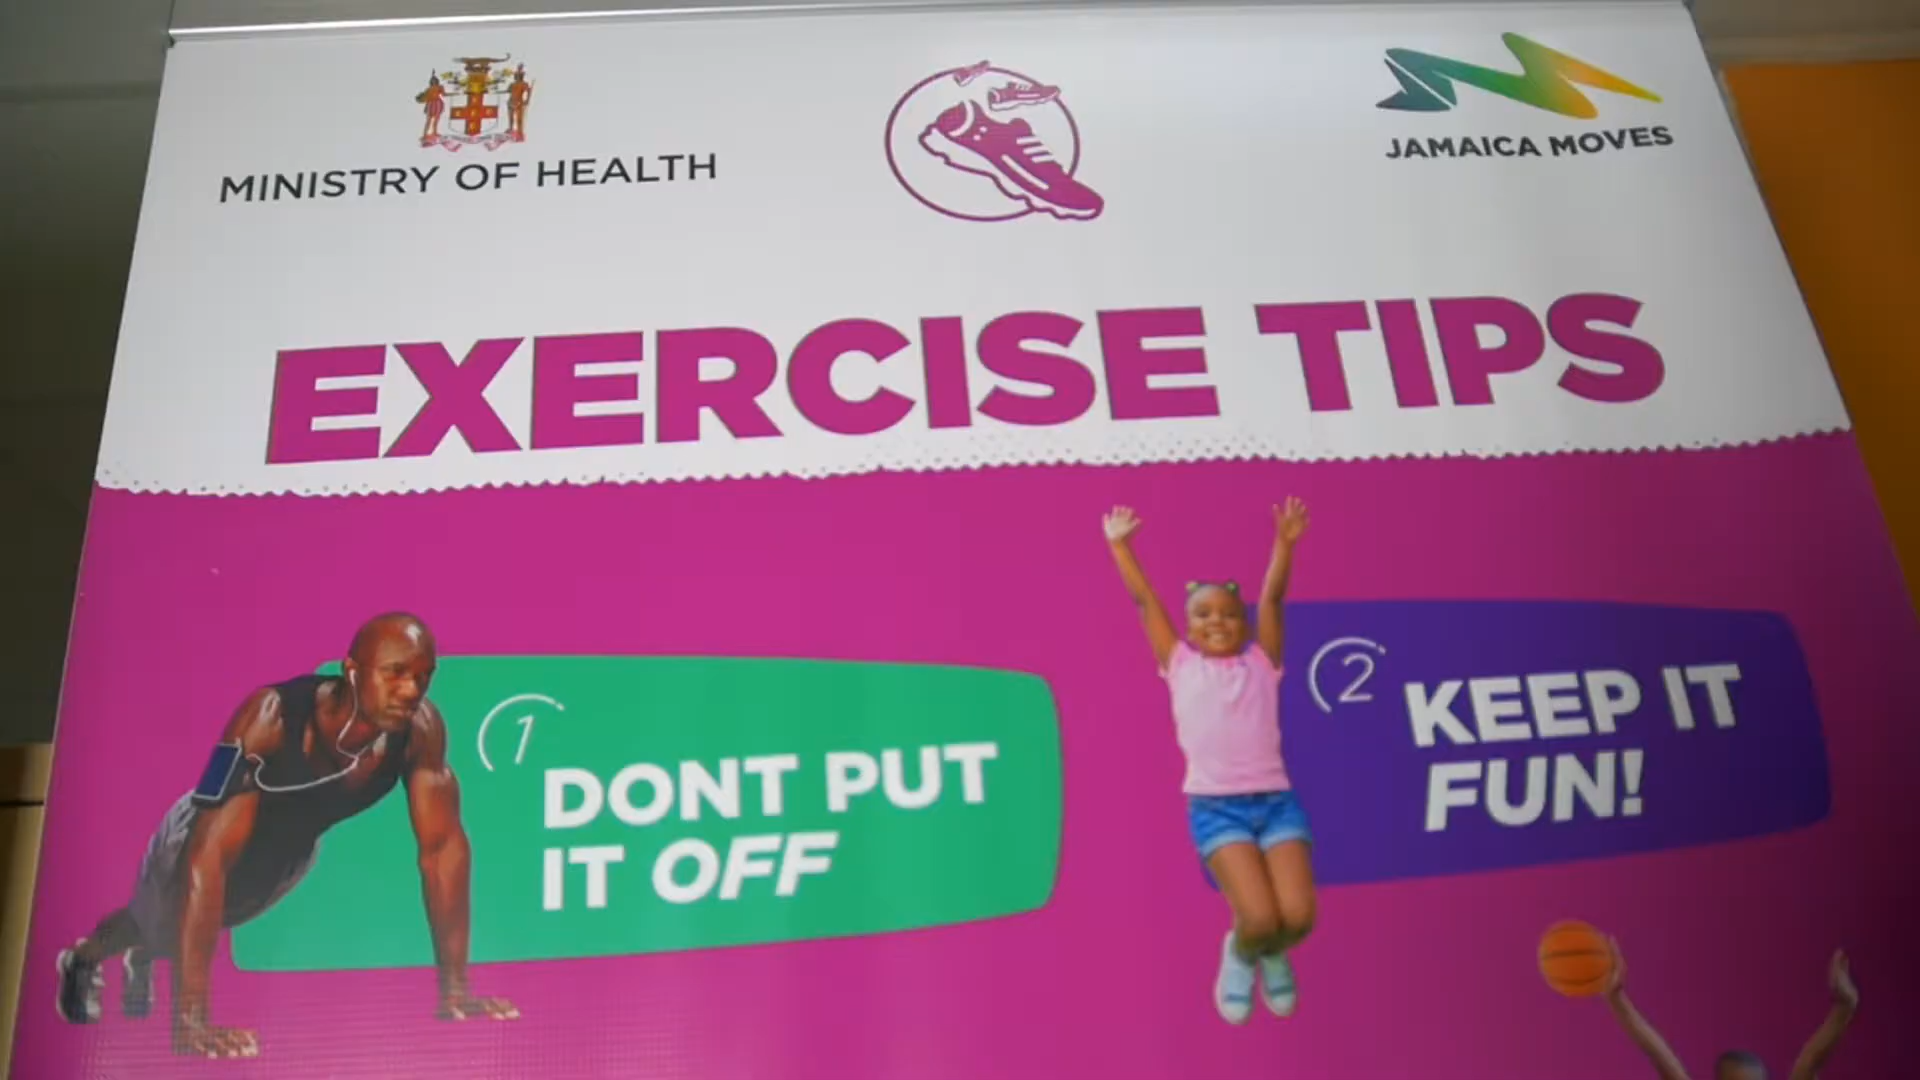 MINISTRY OF HEALTH
JAMAICA MOVES
EXERCISE TIPS
1
DONT PUT
IT OFF
2
KEEP IT
FUN!